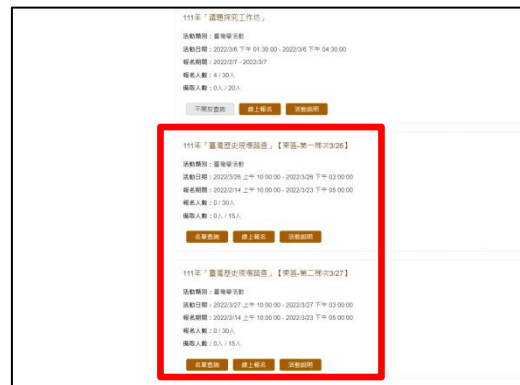 111年「議題探究工作坊」
活動類別：臺灣學活動
活動日期：2022/3/6 下午 01:30:00 - 2022/3/6 下午 04:30:00
報名期間：2022/2/7 - 2022/3/7
報名人數：4 / 30人
備取人數：0人 / 20人
不開放查詢 線上報名 活動說明
111年「臺灣歷史現場踏查」【東區-第一梯次3/26】
活動類別：臺灣學活動
活動日期：2022/3/26 上午 10:00:00 - 2022/3/26 下午 03:00:00
報名期間：2022/2/14 上午 10:00:00 - 2022/3/23 下午 05:00:00
報名人數：0 / 30人
備取人數：0人 / 15人
名單查詢 線上報名 活動說明
111年「臺灣歷史現場踏查」【東區-第二梯次3/27】
活動類別：臺灣學活動
活動日期：2022/3/27 上午 10:00:00 - 2022/3/27 下午 03:00:00
報名期間：2022/2/14 上午 10:00:00 - 2022/3/23 下午 05:00:00
報名人數：0 / 30人
備取人數：0人 / 15人
名單查詢 線上報名 活動說明